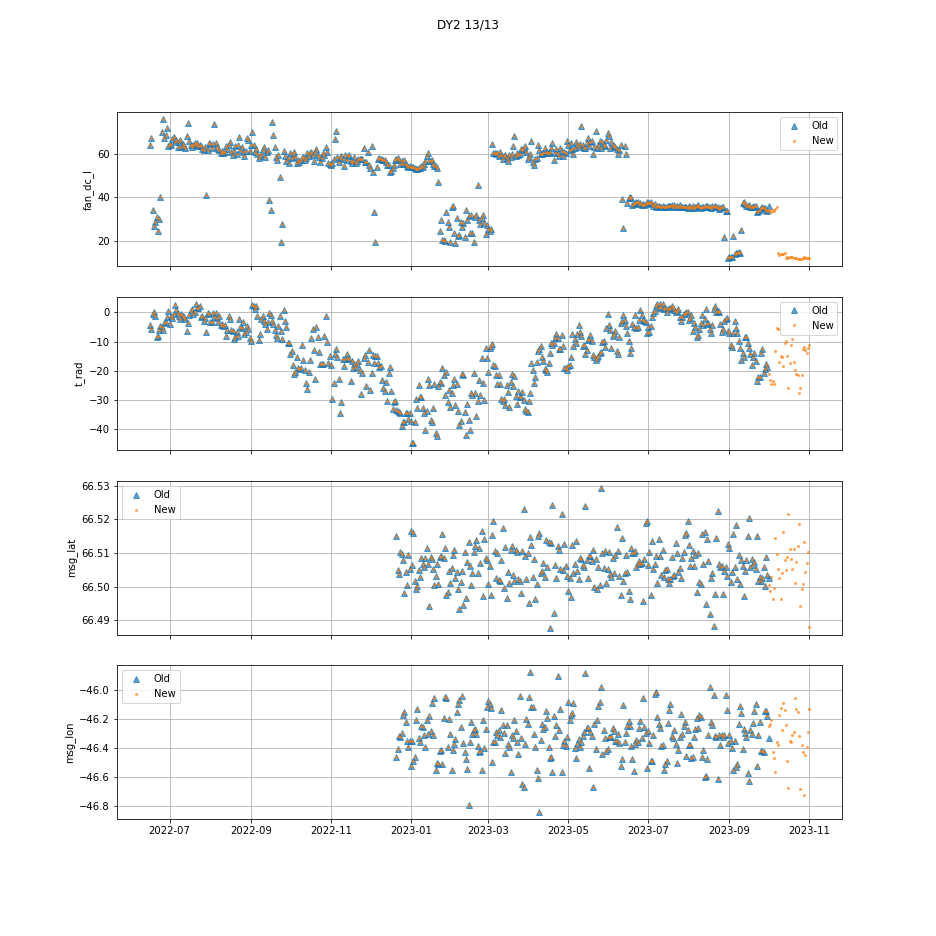 DY2 13/13
fan_dc_l
60
40
20
Old
New
t_rad
0
−10
−20
−30
−40
Old
New
msg_lat
66.53
66.52
66.51
66.50
66.49
Old
New
msg_lon
−46.0
−46.2
−46.4
−46.6
−46.8
Old
New
2022-07 2022-09 2022-11 2023-01 2023-03 2023-05 2023-07 2023-09 2023-11